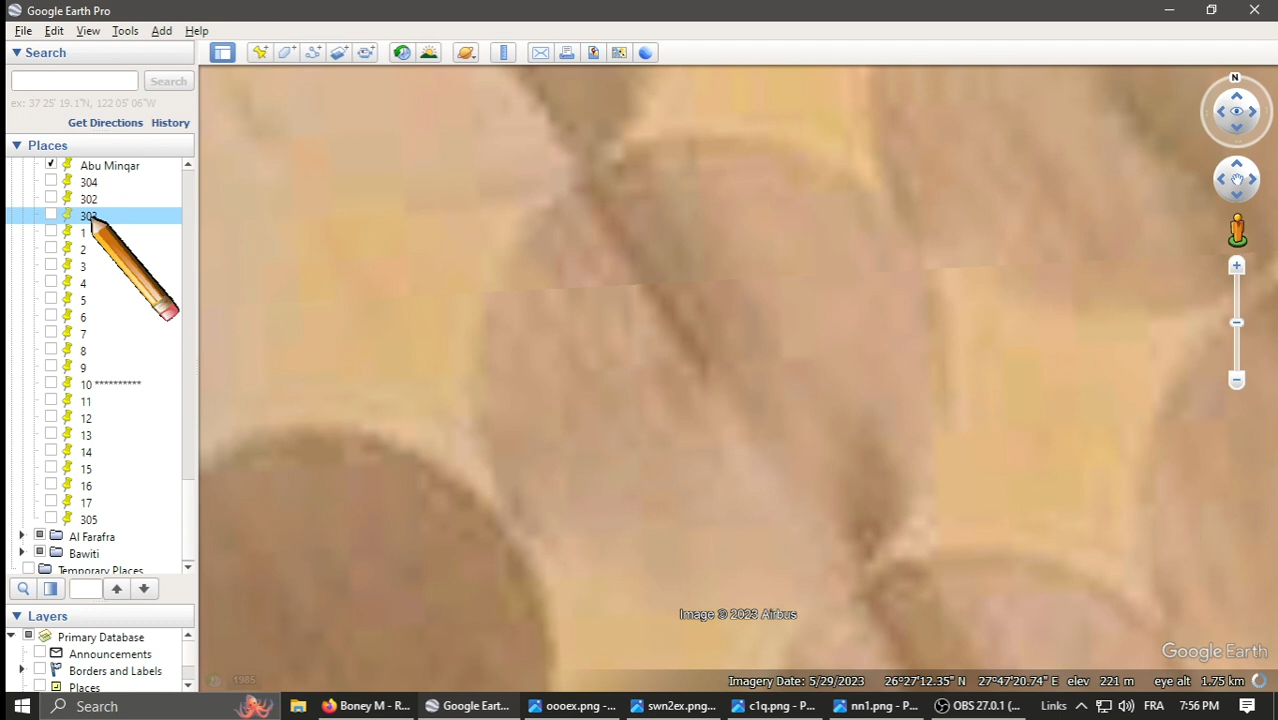 Google Earth Pro
File Edit View Tools Add Help
Search
Search
ex: 37 25' 19.1"N, 122 05' 06"W
Get Directions History
Places
Abu Minqar
304
302
303
1
2
3
4
5
6
7
8
9
10 **********
11
12
13
14
15
16
17
305
Al Farafra
Bawiti
Temporary Places
Layers
Primary Database
Announcements
Borders and Labels
Places
N
Image © 2023 Airbus
Google Earth
1985
Imagery Date: 5/29/2023 26°27'12.35" N 27°47'20.74" E elev 221 m eye alt 1.75 km
Search
Boney M - R...
Google Eart...
oooex.png -...
swn2ex.png...
c1q.png - P...
nn1.png - P...
OBS 27.0.1 (...
Links
FRA
7:56 PM